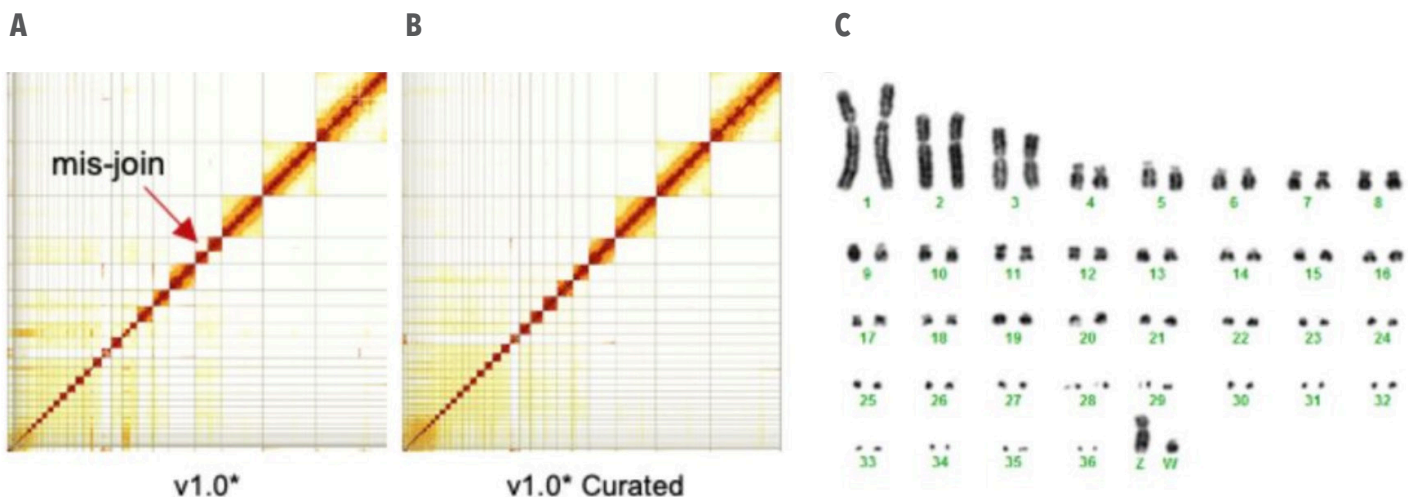 A B C
mis-join
1 2 3 4 5 6 7 8
9 10 11 12 13 14 15 16
17 18 19 20 21 22 23 24
25 26 27 28 29 30 31 32
33 34 35 36 Z W
v1.0* v1.0* Curated